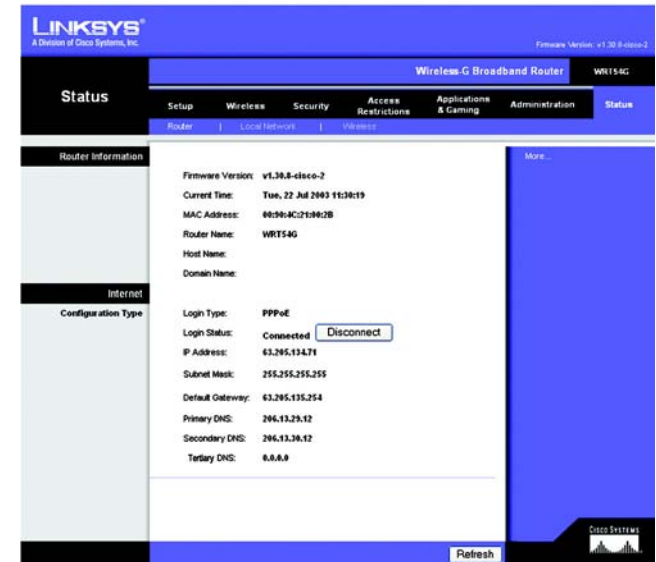 LINKSYS®
A Division of Cisco Systems, Inc.
Firmware Version: v1.30.8-cisco-2
Wireless-G Broadband Router WRT54G
Status
Setup Wireless Security Access Restrictions Applications & Gaming Administration Status
Router | Local Network | Wireless
Router Information
More...
Firmware Version: v1.30.8-cisco-2
Current Time: Tue, 22 Jul 2003 11:30:19
MAC Address: 00:90:4C:21:00:2B
Router Name: WRT54G
Host Name:
Domain Name:
Internet
Configuration Type
Login Type: PPPoE
Login Status: Connected Disconnect
IP Address: 63.205.134.71
Subnet Mask: 255.255.255.255
Default Gateway: 63.205.135.254
Primary DNS: 206.13.29.12
Secondary DNS: 206.13.30.12
Tertiary DNS: 0.0.0.0
Refresh
CISCO SYSTEMS